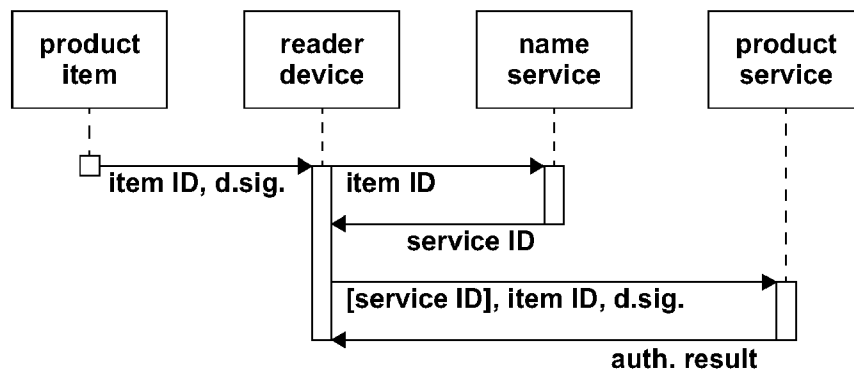 product
item
reader
device
name
service
product
service
item ID, d.sig.
item ID
service ID
[service ID], item ID, d.sig.
auth. result